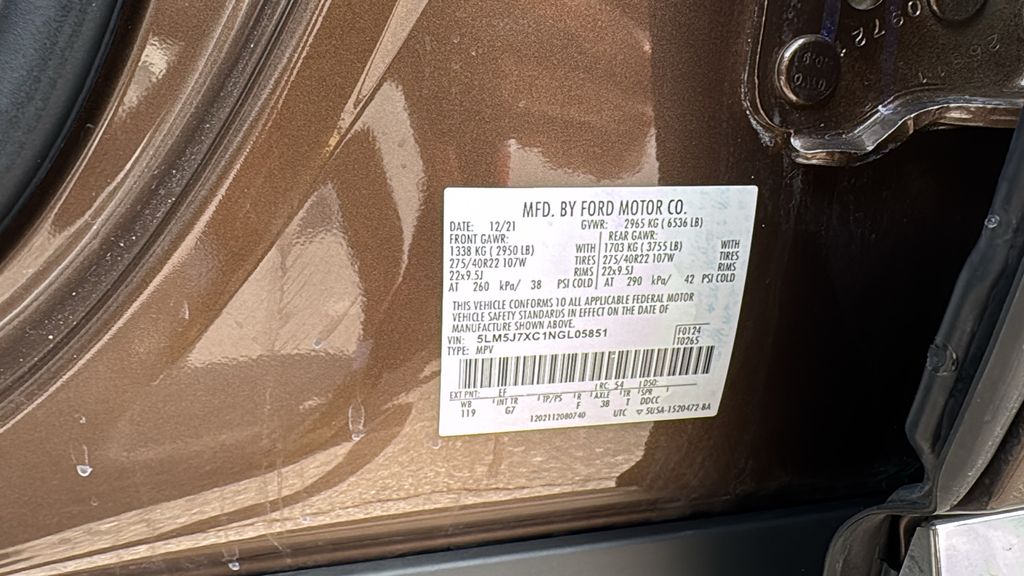 MFD. BY FORD MOTOR CO.
DATE: 12/21 GVWR: 2965 KG ( 6536 LB)
FRONT GAWR: REAR GAWR:
1338 KG ( 2950 LB) WITH 1703 KG ( 3755 LB) WITH
275/40R22 107W TIRES 275/40R22 107W TIRES
22x9.5J RIMS 22x9.5J RIMS
AT 260 kPa/ 38 PSI COLD AT 290 kPa/ 42 PSI COLD
THIS VEHICLE CONFORMS TO ALL APPLICABLE FEDERAL MOTOR
VEHICLE SAFETY STANDARDS IN EFFECT ON THE DATE OF
MANUFACTURE SHOWN ABOVE.
VIN: 5LM5J7XC1NGL05851 F0124
TYPE: MPV T0265
EXT PNT: EF RC: 54 DSO:
WB INT TR TP/PS R AXLE TR SPR
119 G7 F 38 T DDCC
1202112080740 UTC ▽ 5USA-1520472-BA
0972